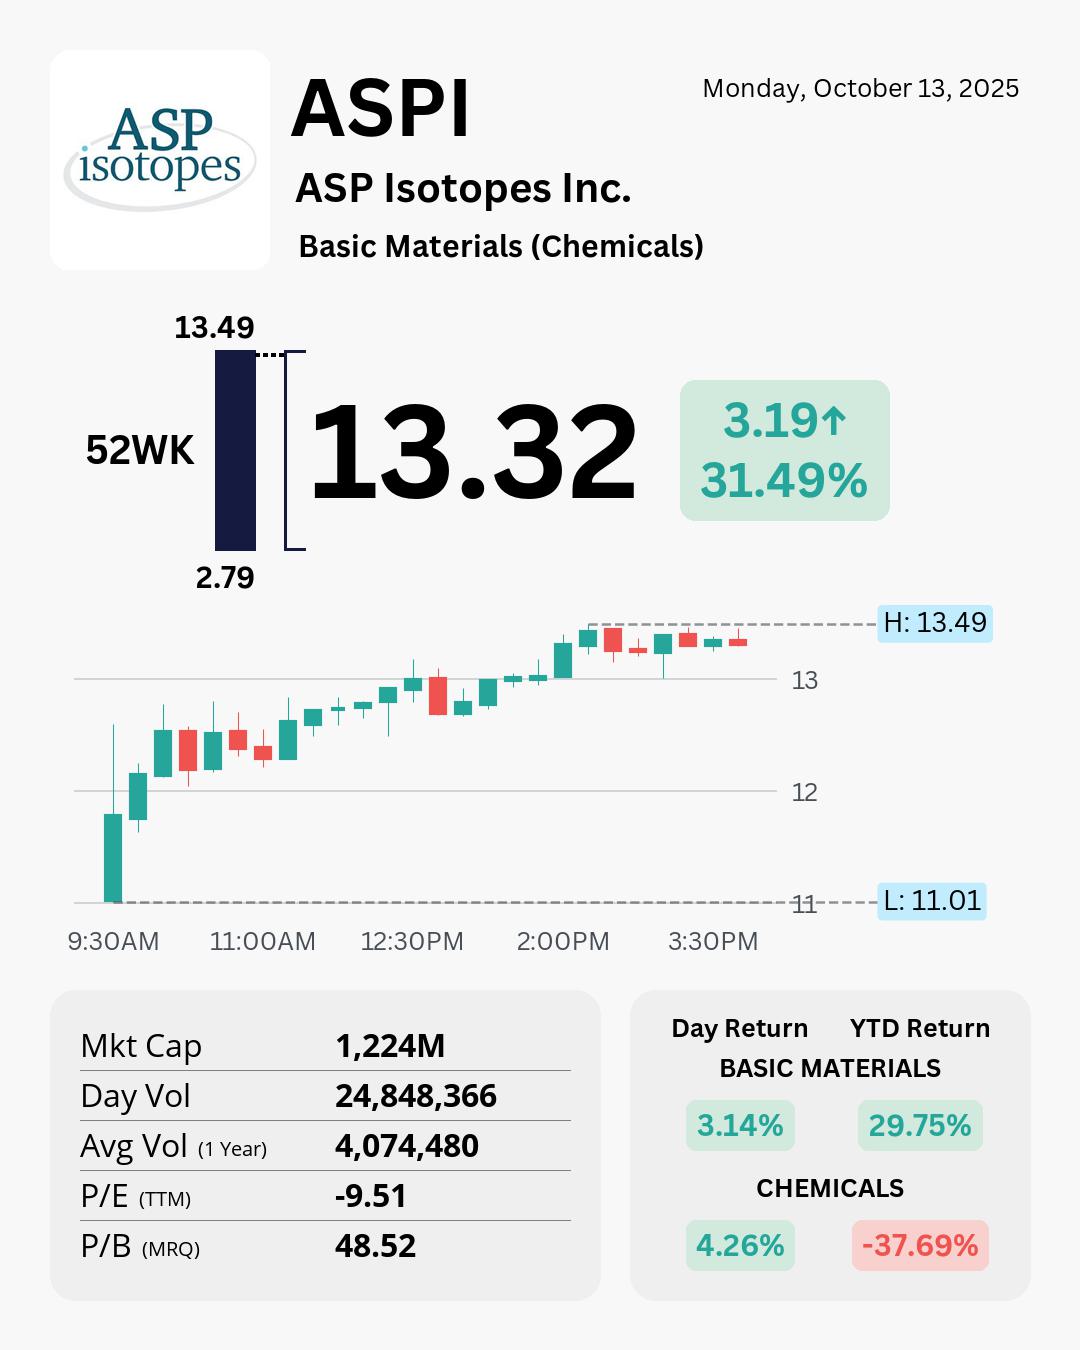 ASP
isotopes
ASPI
Monday, October 13, 2025
ASP Isotopes Inc.
Basic Materials (Chemicals)
13.49
52WK
13.32
3.19↑
31.49%
2.79
H: 13.49
13
12
11
L: 11.01
9:30AM 11:00AM 12:30PM 2:00PM 3:30PM
Mkt Cap 1,224M
Day Vol 24,848,366
Avg Vol (1 Year) 4,074,480
P/E (TTM) -9.51
P/B (MRQ) 48.52
Day Return YTD Return
BASIC MATERIALS
3.14% 29.75%
CHEMICALS
4.26% -37.69%